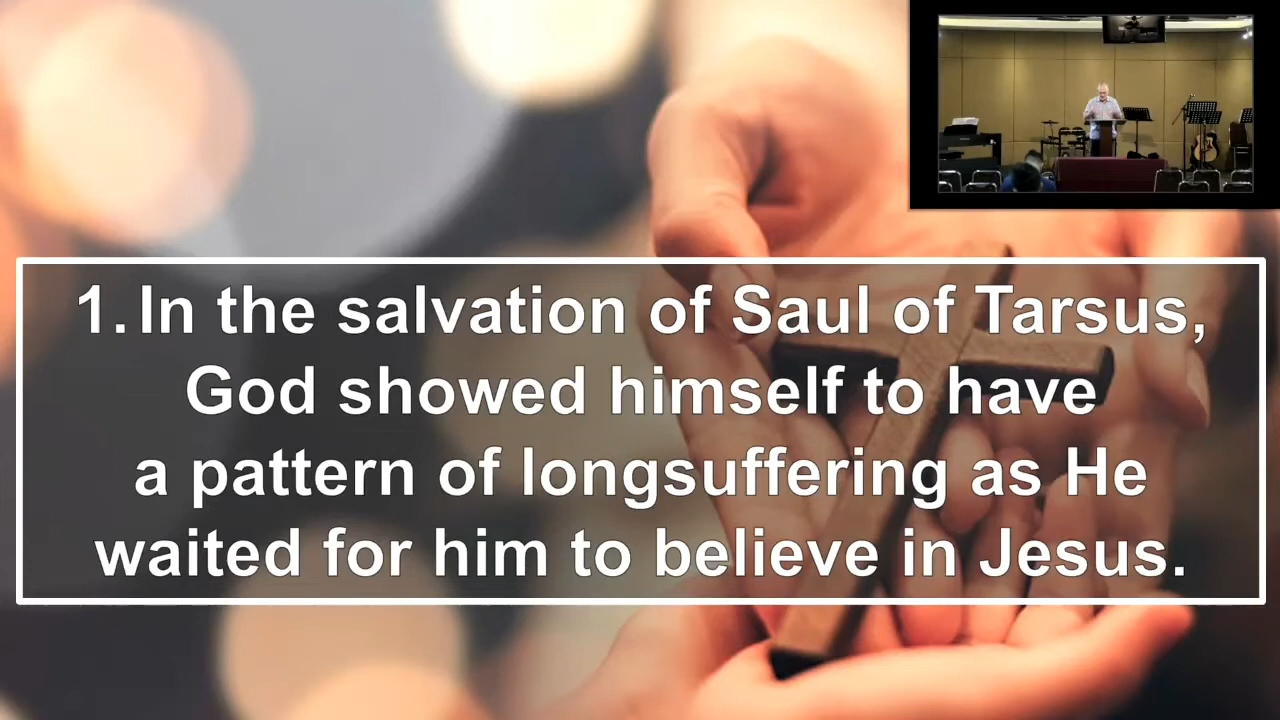 1. In the salvation of Saul of Tarsus,
God showed himself to have
a pattern of longsuffering as He
waited for him to believe in Jesus.